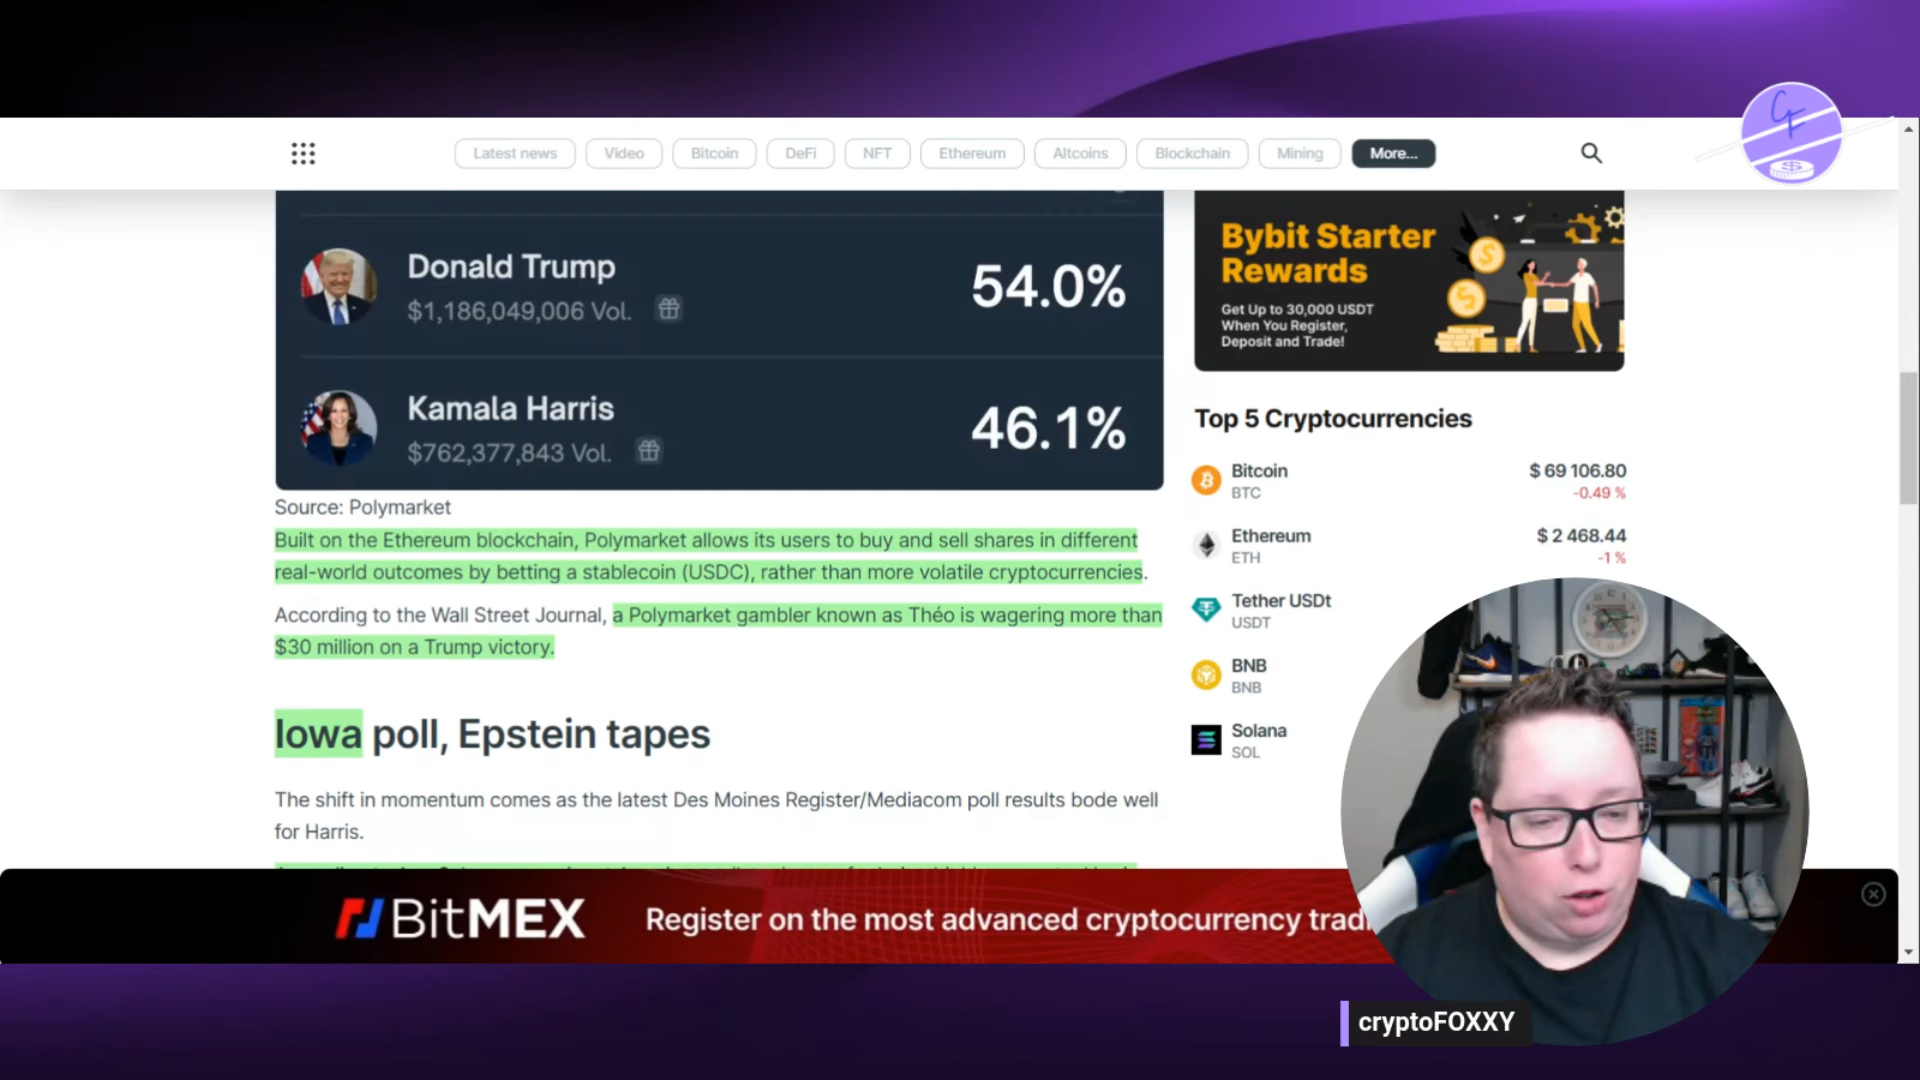 Latest news Video Bitcoin DeFi NFT Ethereum Altcoins Blockchain Mining More...
Donald Trump
$1,186,049,006 Vol.
54.0%
Kamala Harris
$762,377,843 Vol.
46.1%
Source: Polymarket
Built on the Ethereum blockchain, Polymarket allows its users to buy and sell shares in different
real-world outcomes by betting a stablecoin (USDC), rather than more volatile cryptocurrencies.
According to the Wall Street Journal, a Polymarket gambler known as Théo is wagering more than
$30 million on a Trump victory.
Iowa poll, Epstein tapes
The shift in momentum comes as the latest Des Moines Register/Mediacom poll results bode well
for Harris.
Bybit Starter
Rewards
Get Up to 30,000 USDT
When You Register,
Deposit and Trade!
Top 5 Cryptocurrencies
Bitcoin $ 69 106.80
BTC -0.49 %
Ethereum $ 2 468.44
ETH -1 %
Tether USDt
USDT
BNB
BNB
Solana
SOL
BitMEX Register on the most advanced cryptocurrency tradi
cryptoFOXXY
CF